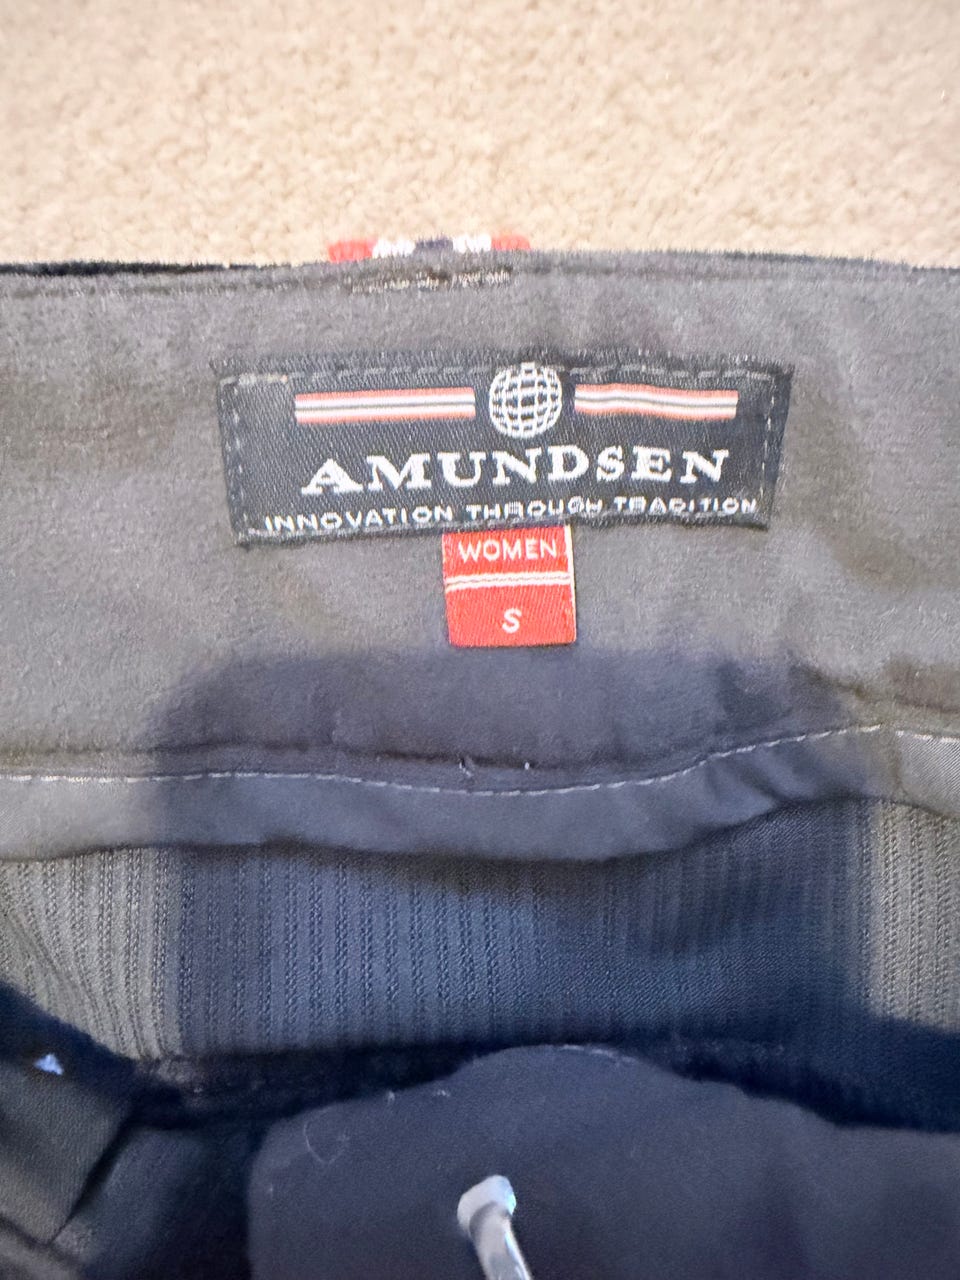 AMUNDSEN
INNOVATION THROUGH TRADITION
WOMEN
S